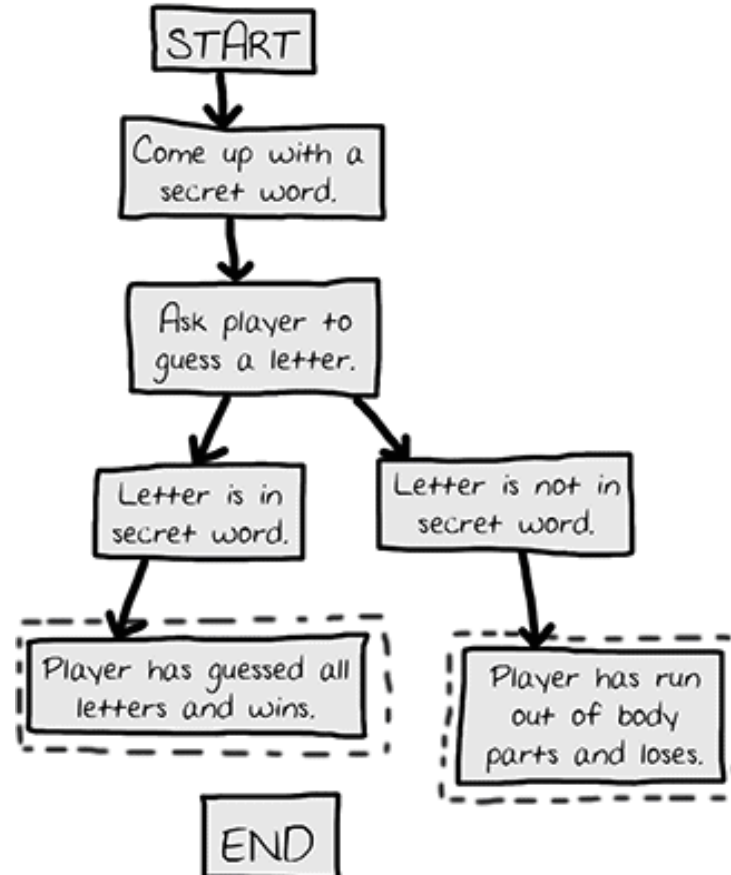 START
Come up with a
secret word.
Ask player to
guess a letter.
Letter is in
secret word.
Letter is not in
secret word.
Player has guessed all
letters and wins.
Player has run
out of body
parts and loses.
END